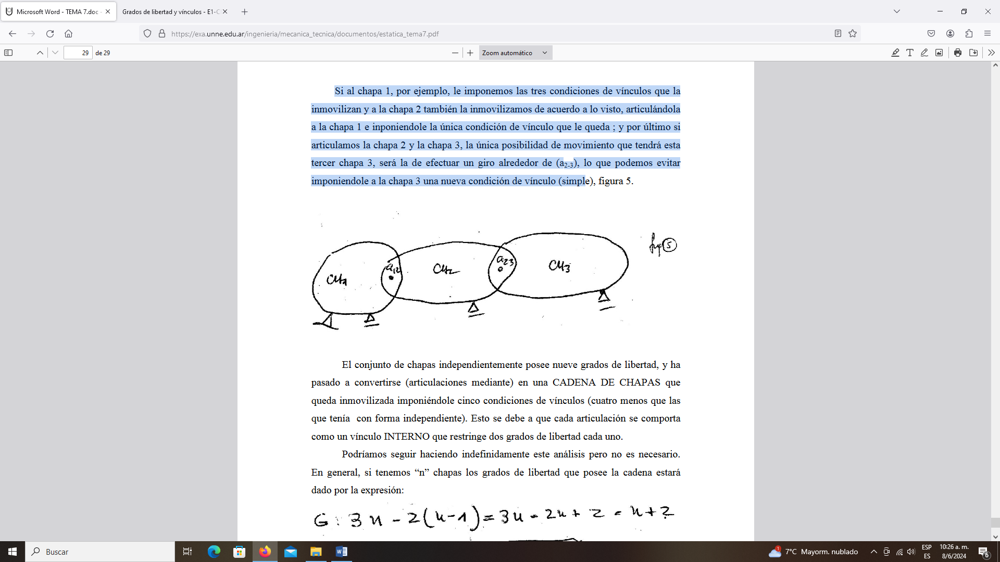 Microsoft Word - TEMA 7.doc -
Grados de libertad y vínculos - E1-C
https://exa.unne.edu.ar/ingenieria/mecanica_tecnica/documentos/estatica_tema7.pdf
29 de 29
Zoom automático
Si al chapa 1, por ejemplo, le imponemos las tres condiciones de vínculos que la
inmovilizan y a la chapa 2 también la inmovilizamos de acuerdo a lo visto, articulándola
a la chapa 1 e inponiendole la única condición de vínculo que le queda ; y por último si
articulamos la chapa 2 y la chapa 3, la única posibilidad de movimiento que tendrá esta
tercer chapa 3, será la de efectuar un giro alrededor de (a2-3), lo que podemos evitar
imponiendole a la chapa 3 una nueva condición de vínculo (simple), figura 5.
fig 5
CH1
a12
CH2
a23
CH3
El conjunto de chapas independientemente posee nueve grados de libertad, y ha
pasado a convertirse (articulaciones mediante) en una CADENA DE CHAPAS que
queda inmovilizada imponiéndole cinco condiciones de vínculos (cuatro menos que las
que tenía con forma independiente). Esto se debe a que cada articulación se comporta
como un vínculo INTERNO que restringe dos grados de libertad cada uno.
Podríamos seguir haciendo indefinidamente este análisis pero no es necesario.
En general, si tenemos “n” chapas los grados de libertad que posee la cadena estará
dado por la expresión:
G : 3n - 2(n-1) = 3n - 2n + 2 = n + 2
Buscar
7°C Mayorm. nublado
ESP
ES
10:26 a. m.
8/6/2024
1
6